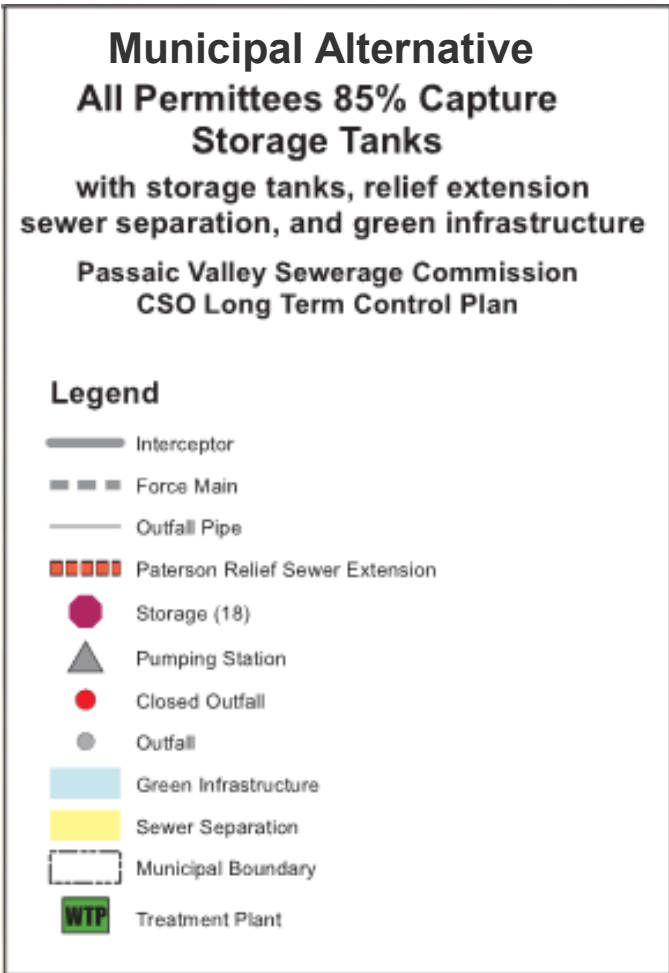 Municipal Alternative
All Permittees 85% Capture
Storage Tanks
with storage tanks, relief extension
sewer separation, and green infrastructure
Passaic Valley Sewerage Commission
CSO Long Term Control Plan
Legend
Interceptor
Force Main
Outfall Pipe
Paterson Relief Sewer Extension
Storage (18)
Pumping Station
Closed Outfall
Outfall
Green Infrastructure
Sewer Separation
Municipal Boundary
WTP Treatment Plant